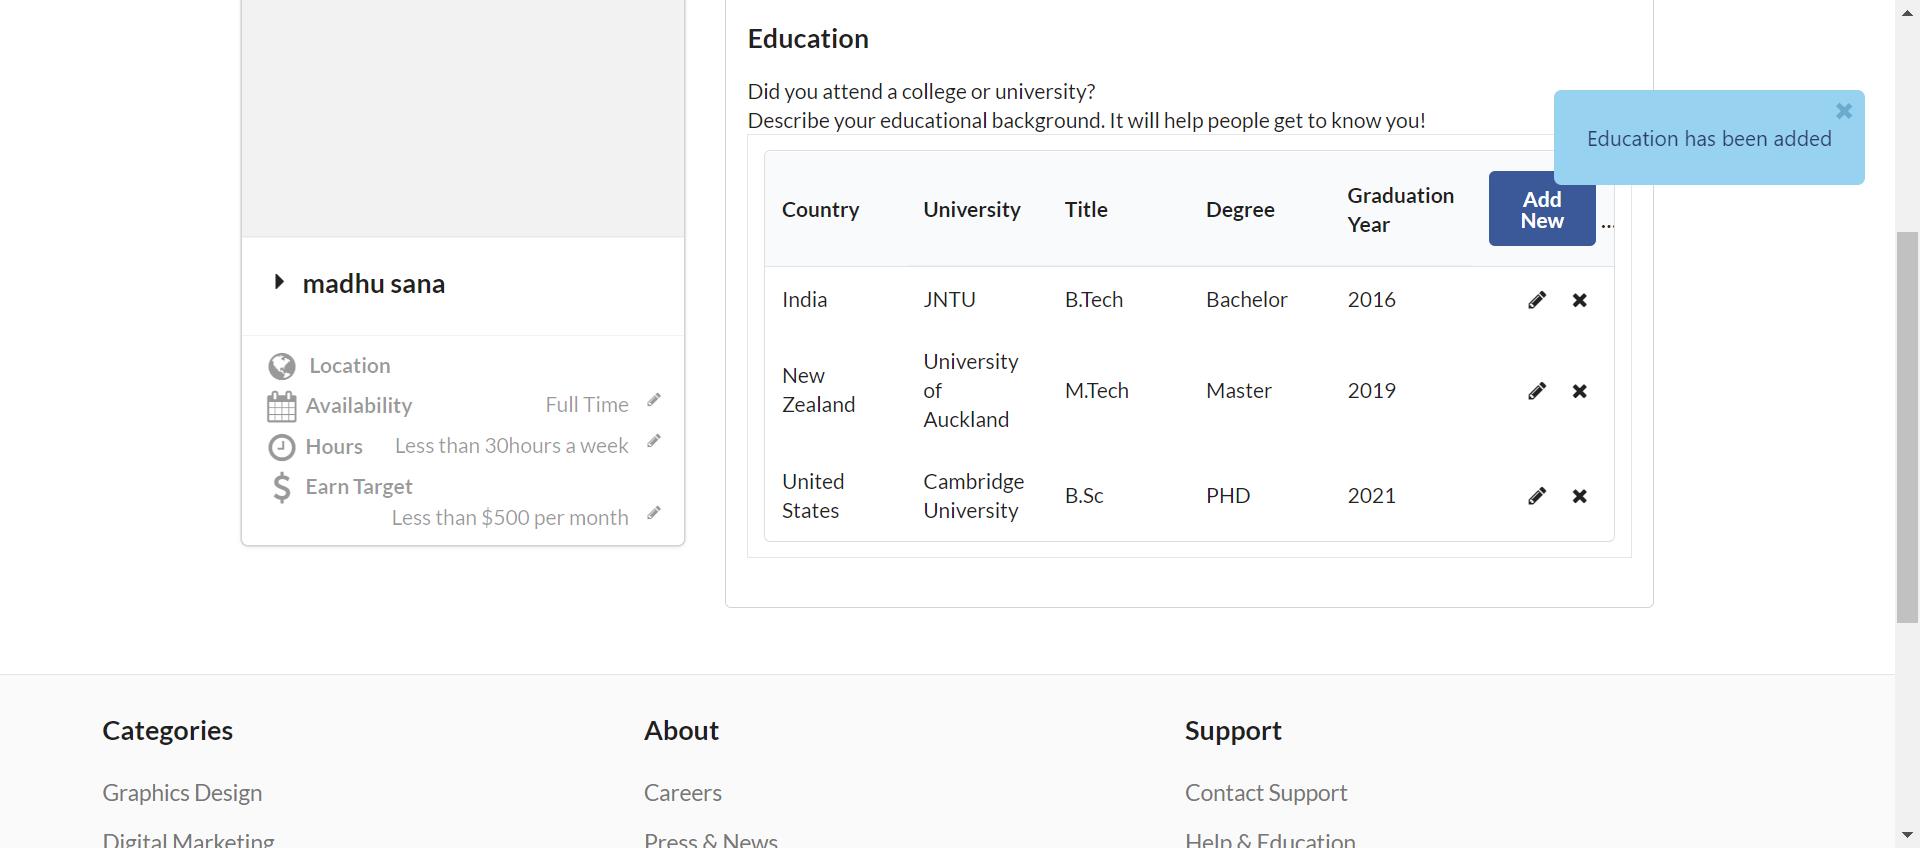 Education
Did you attend a college or university?
Describe your educational background. It will help people get to know you!
Education has been added
Country University Title Degree Graduation Year Add New ...
India JNTU B.Tech Bachelor 2016
New Zealand University of Auckland M.Tech Master 2019
United States Cambridge University B.Sc PHD 2021
madhu sana
Location
Availability Full Time
Hours Less than 30hours a week
Earn Target
Less than $500 per month
Categories About Support
Graphics Design Careers Contact Support
Digital Marketing Press & News Help & Education